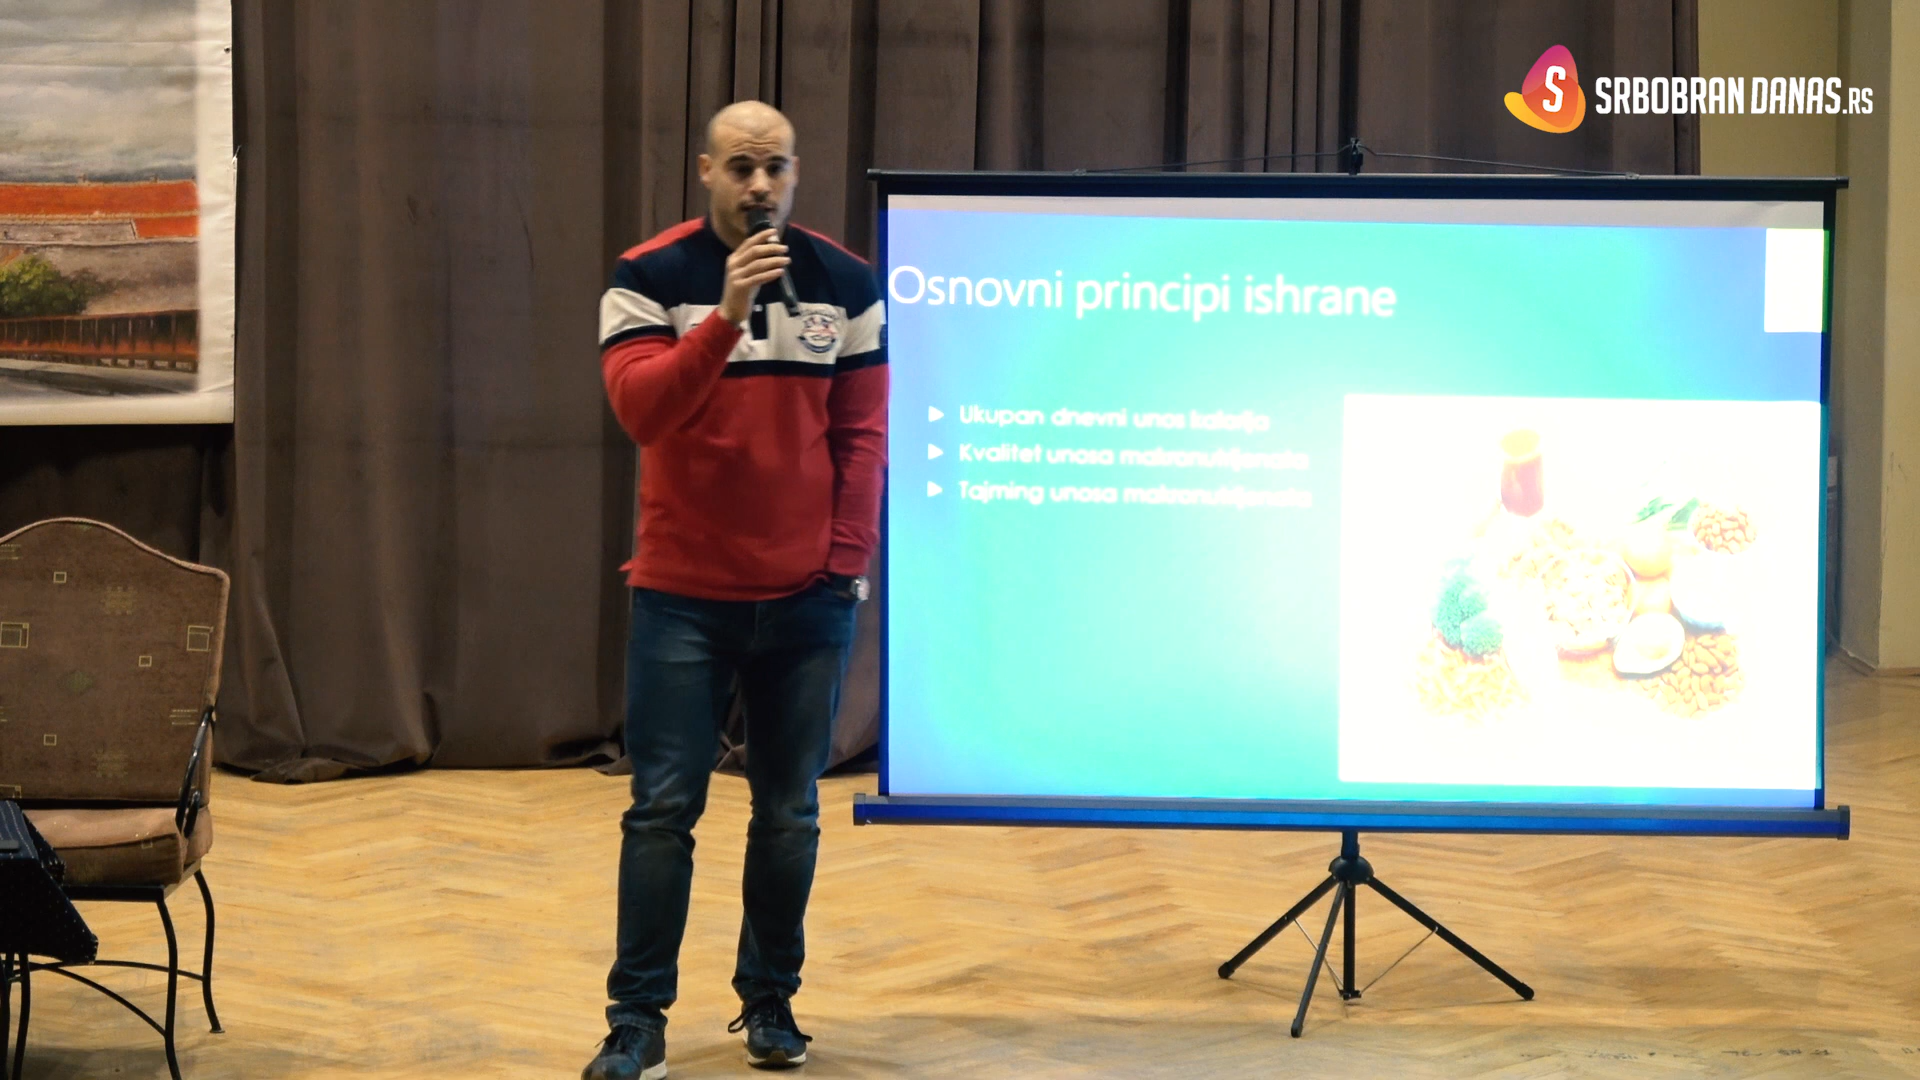 SRBOBRAN DANAS.RS
Osnovni principi ishrane
Ukupan dnevni unos kalorija
Kvalitet unosa makronutrijenata
Tajming unosa makronutrijenata